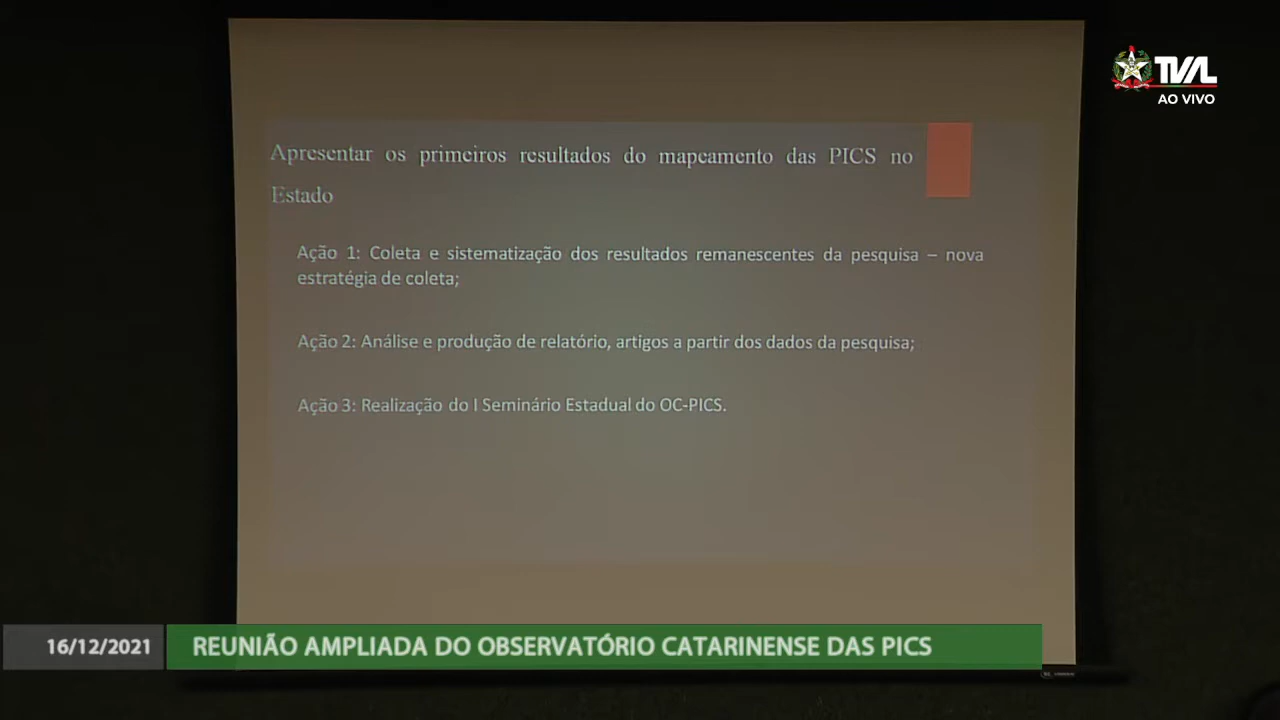 TVAL
AO VIVO
Apresentar os primeiros resultados do mapeamento das PICS no
Estado
Ação 1: Coleta e sistematização dos resultados remanescentes da pesquisa – nova
estratégia de coleta;
Ação 2: Análise e produção de relatório, artigos a partir dos dados da pesquisa;
Ação 3: Realização do I Seminário Estadual do OC-PICS.
16/12/2021
REUNIÃO AMPLIADA DO OBSERVATÓRIO CATARINENSE DAS PICS